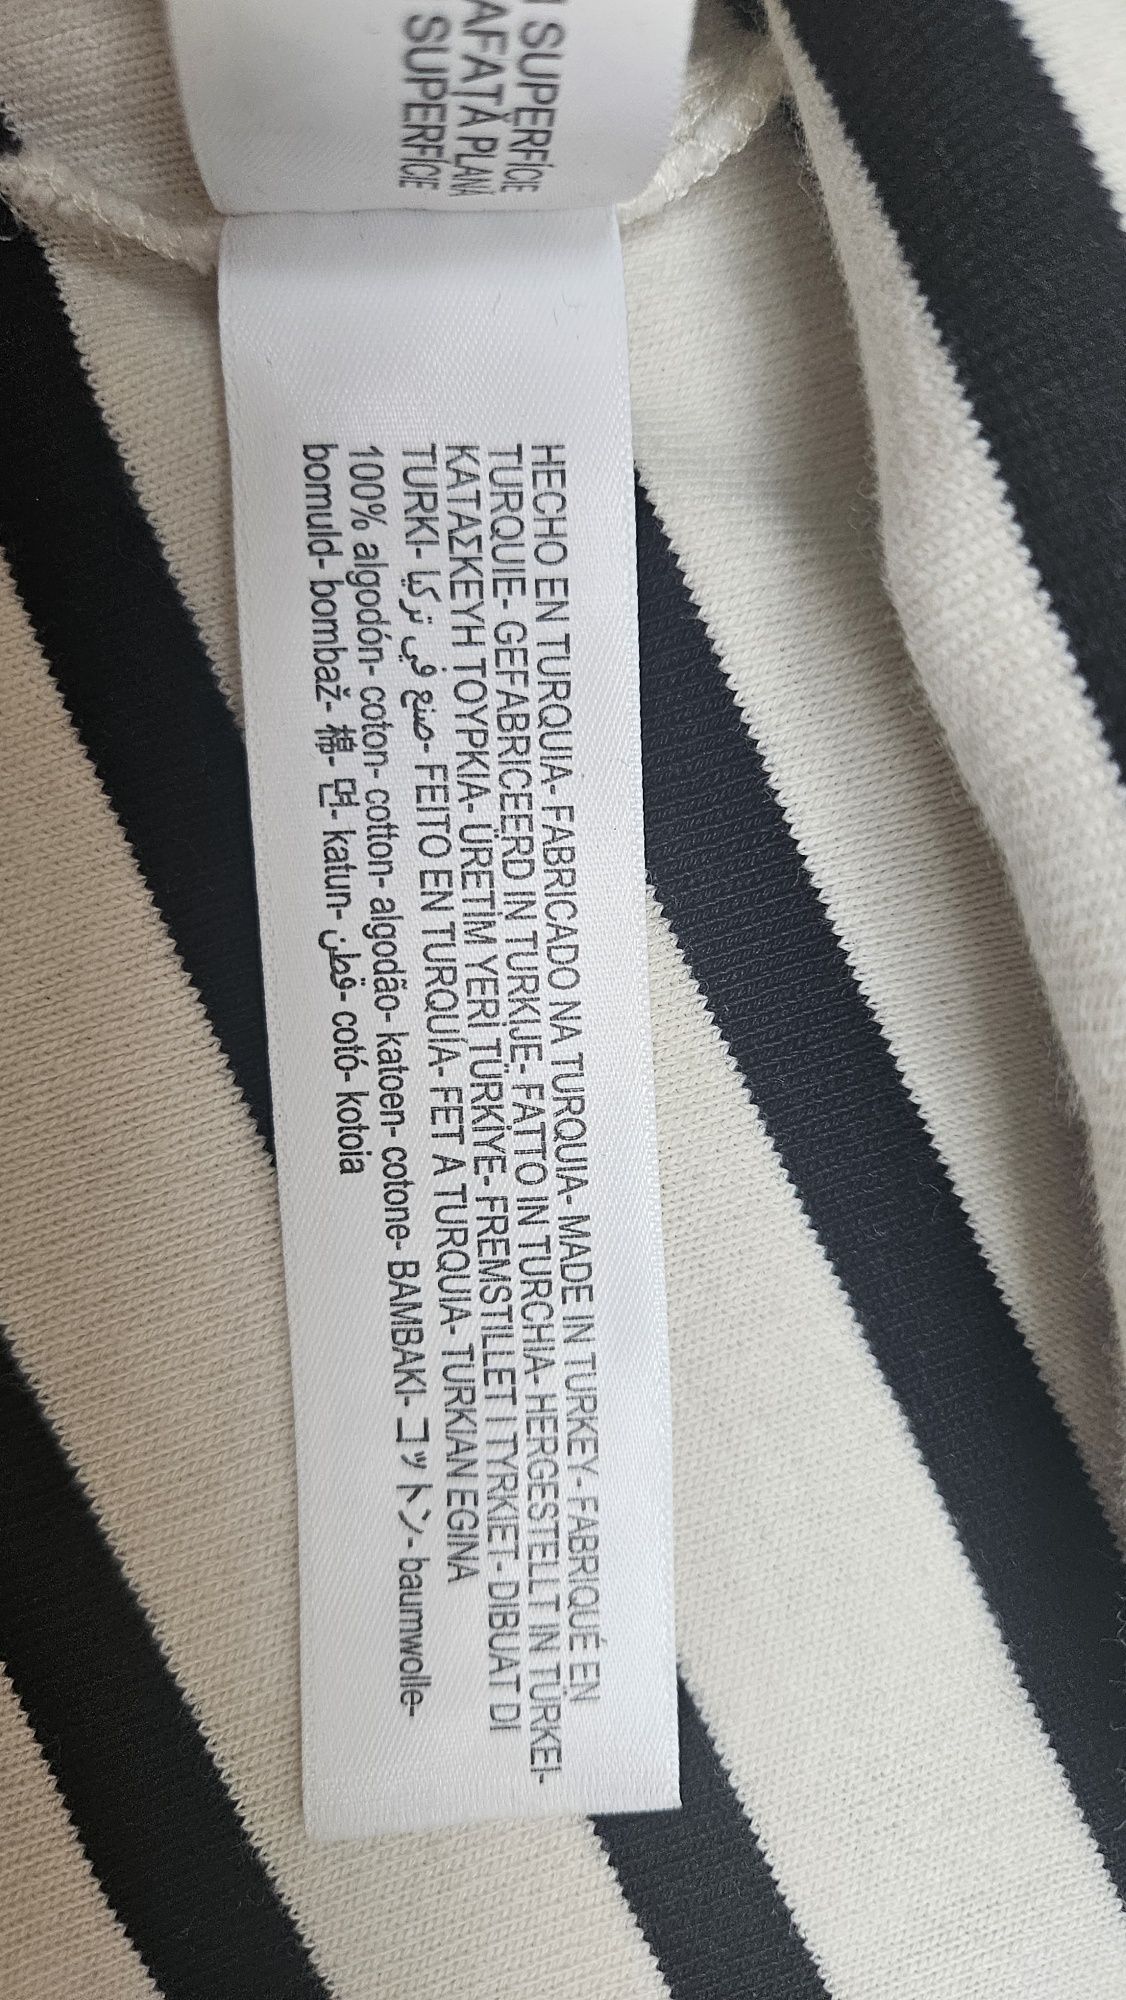 SUPERFÍCIE
AFAȚĂ PLANĂ
SUPERFÍCIE
HECHO EN TURQUIA- FABRICADO NA TURQUIA- MADE IN TURKEY- FABRIQUÉ EN
TURQUIE- GEFABRICEERD IN TURKIJE- FATTO IN TURCHIA- HERGESTELLT IN TÜRKEI-
ΚΑΤΑΣΚΕΥΗ ΤΟΥΡΚΙΑ- ÜRETİM YERİ TÜRKİYE- FREMSTILLET I TYRKIET- DIBUAT DI
TURKI- صنع في تركيا- FEITO EN TURQUÍA- FET A TURQUIA- TURKIAN EGINA
100% algodón- coton- cotton- algodão- katoen- cotone- ΒΑΜΒΑΚΙ- コットン- baumwolle-
bomuld- bombaž- 棉- 면- katun- قطن- cotó- kotoia